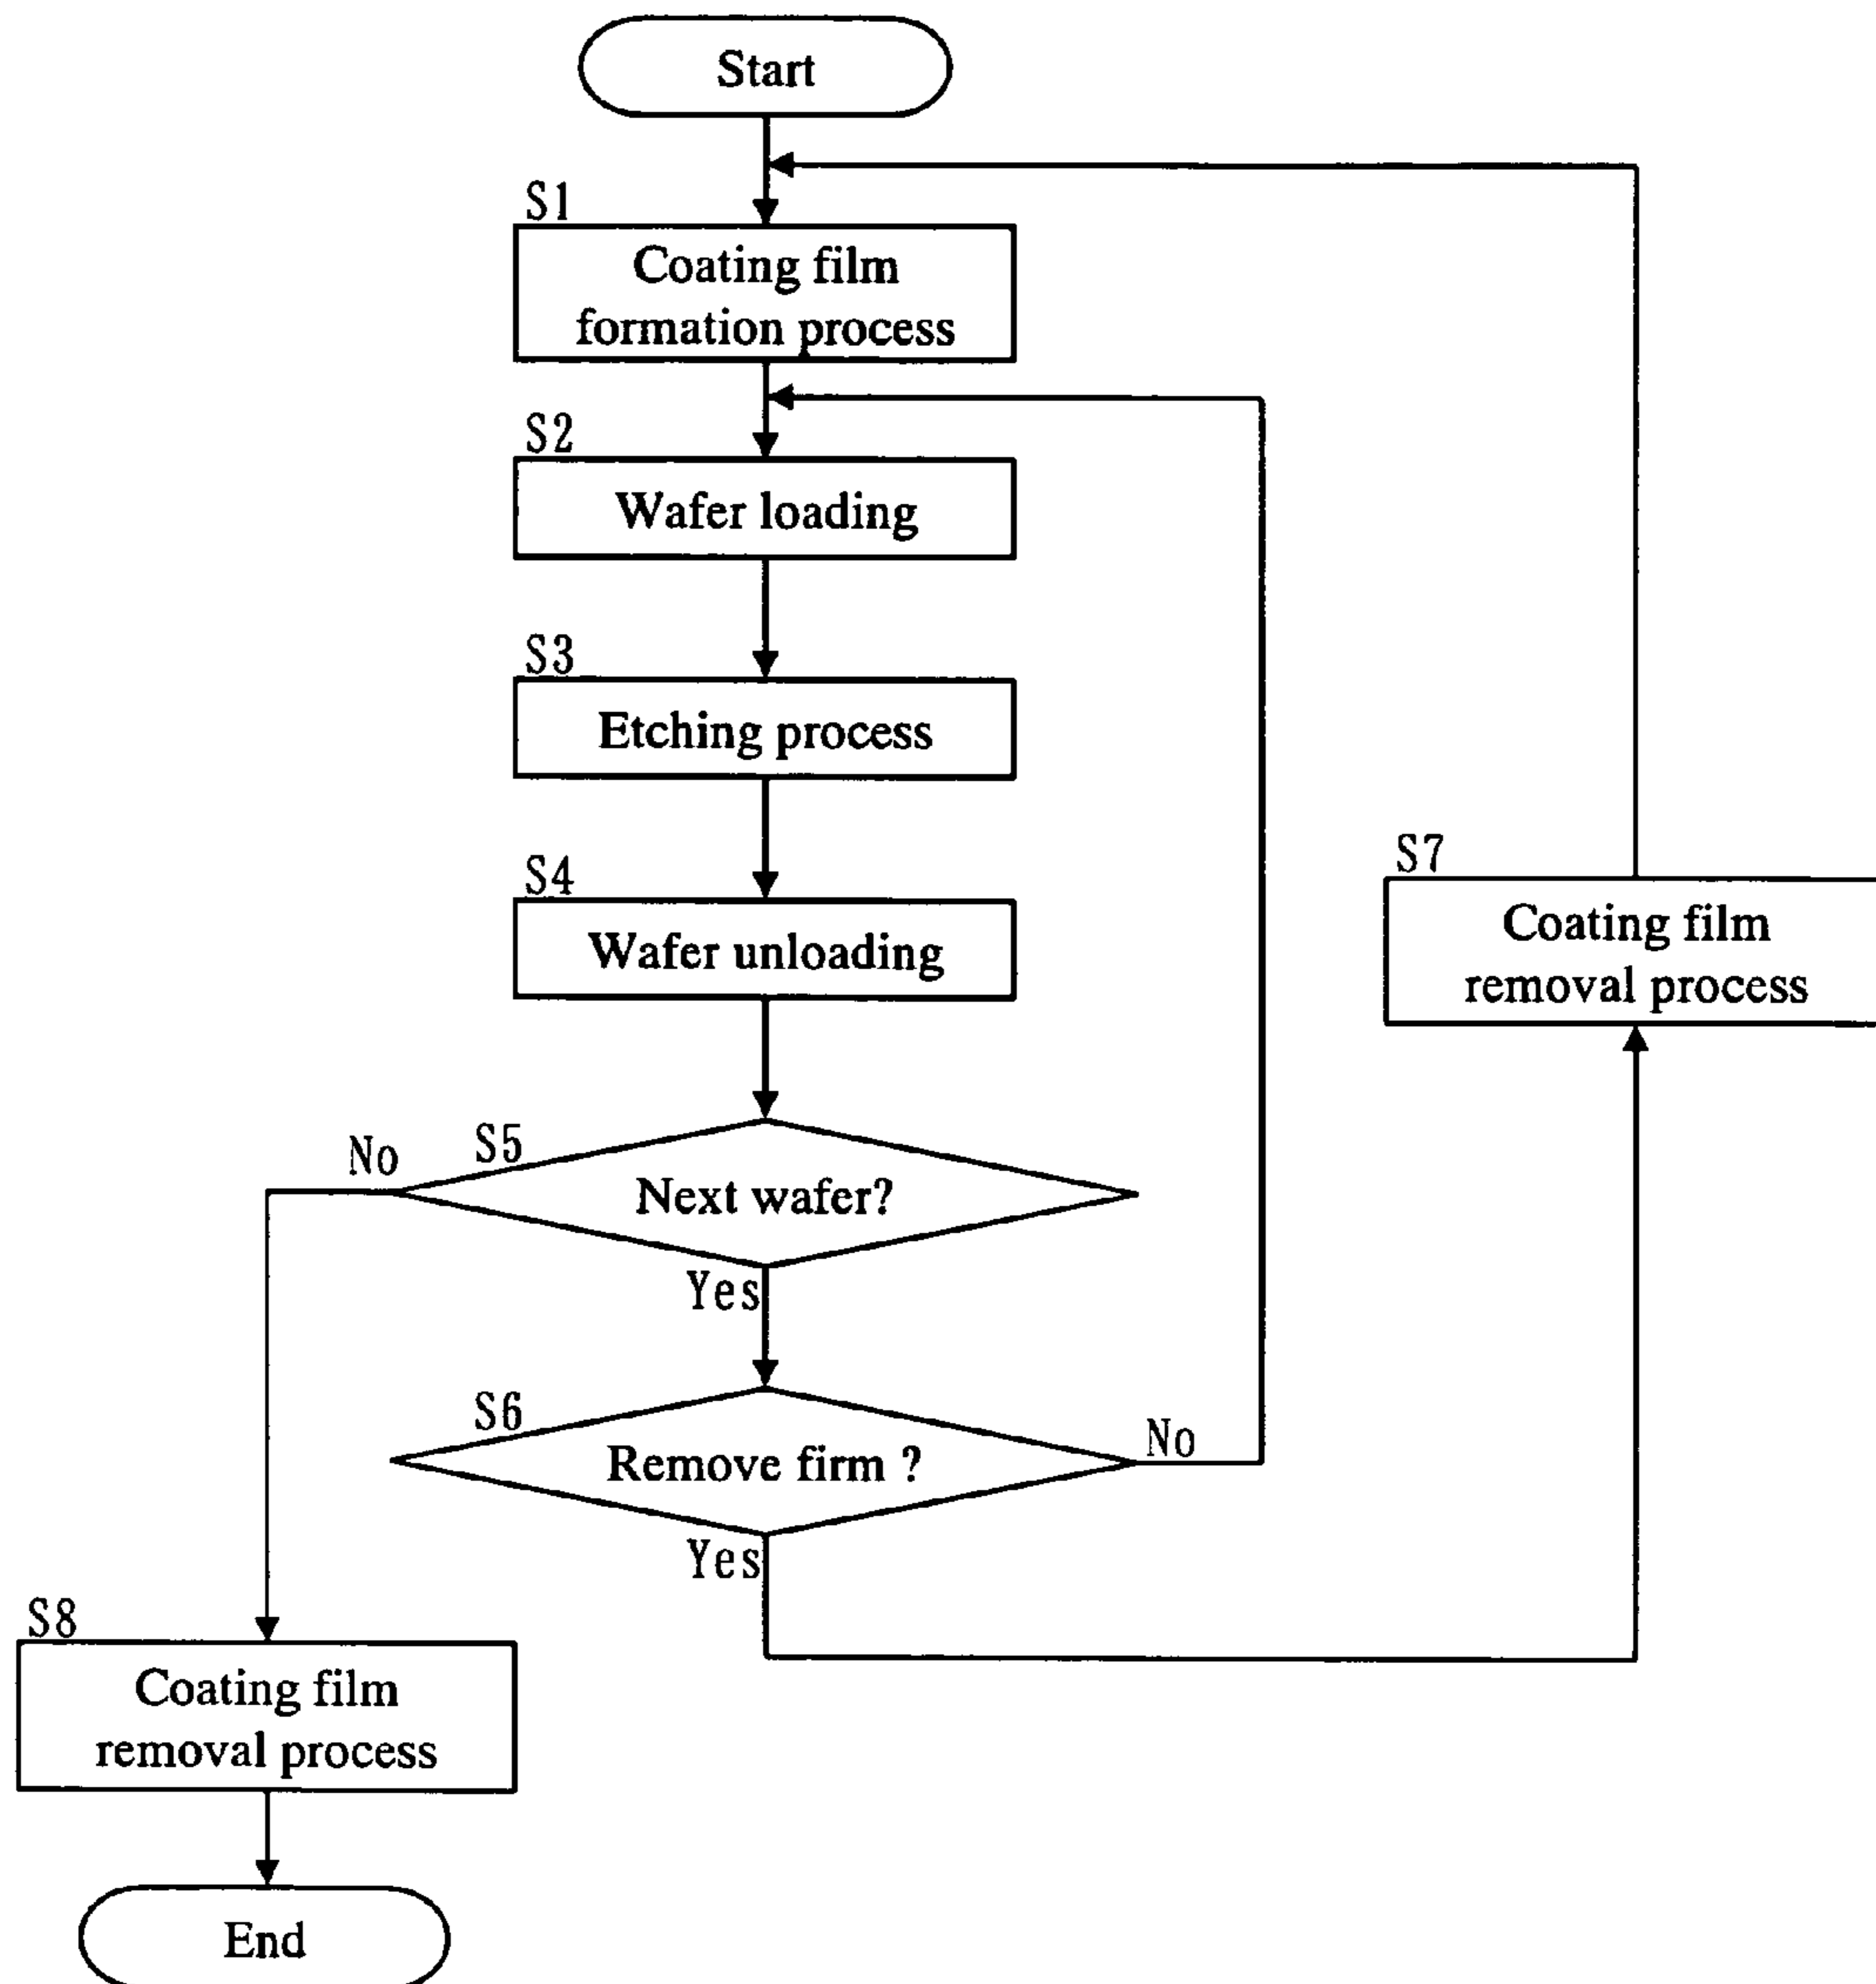 Start
S1
Coating film
formation process
S2
Wafer loading
S3
Etching process
S4
Wafer unloading
S7
Coating film
removal process
No
S5
Next wafer?
Yes
S6
Remove firm ?
No
Yes
S8
Coating film
removal process
End